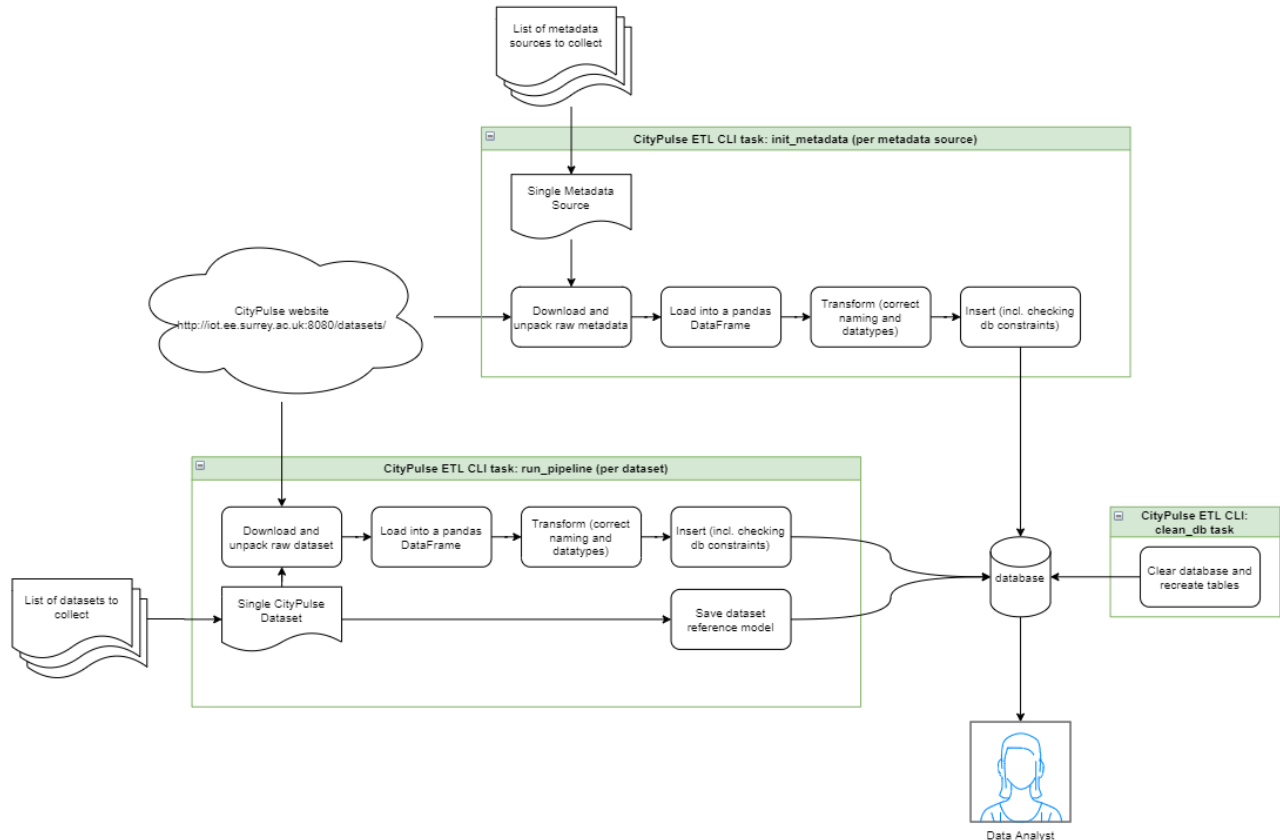 List of metadata
sources to collect
CityPulse ETL CLI task: init_metadata (per metadata source)
Single Metadata
Source
CityPulse website
http://iot.ee.surrey.ac.uk:8080/datasets/
Download and
unpack raw metadata
Load into a pandas
DataFrame
Transform (correct
naming and
datatypes)
Insert (incl. checking
db constraints)
CityPulse ETL CLI task: run_pipeline (per dataset)
Download and
unpack raw dataset
Load into a pandas
DataFrame
Transform (correct
naming and
datatypes)
Insert (incl. checking
db constraints)
CityPulse ETL CLI:
clean_db task
Clear database and
recreate tables
database
List of datasets to
collect
Single CityPulse
Dataset
Save dataset
reference model
Data Analyst